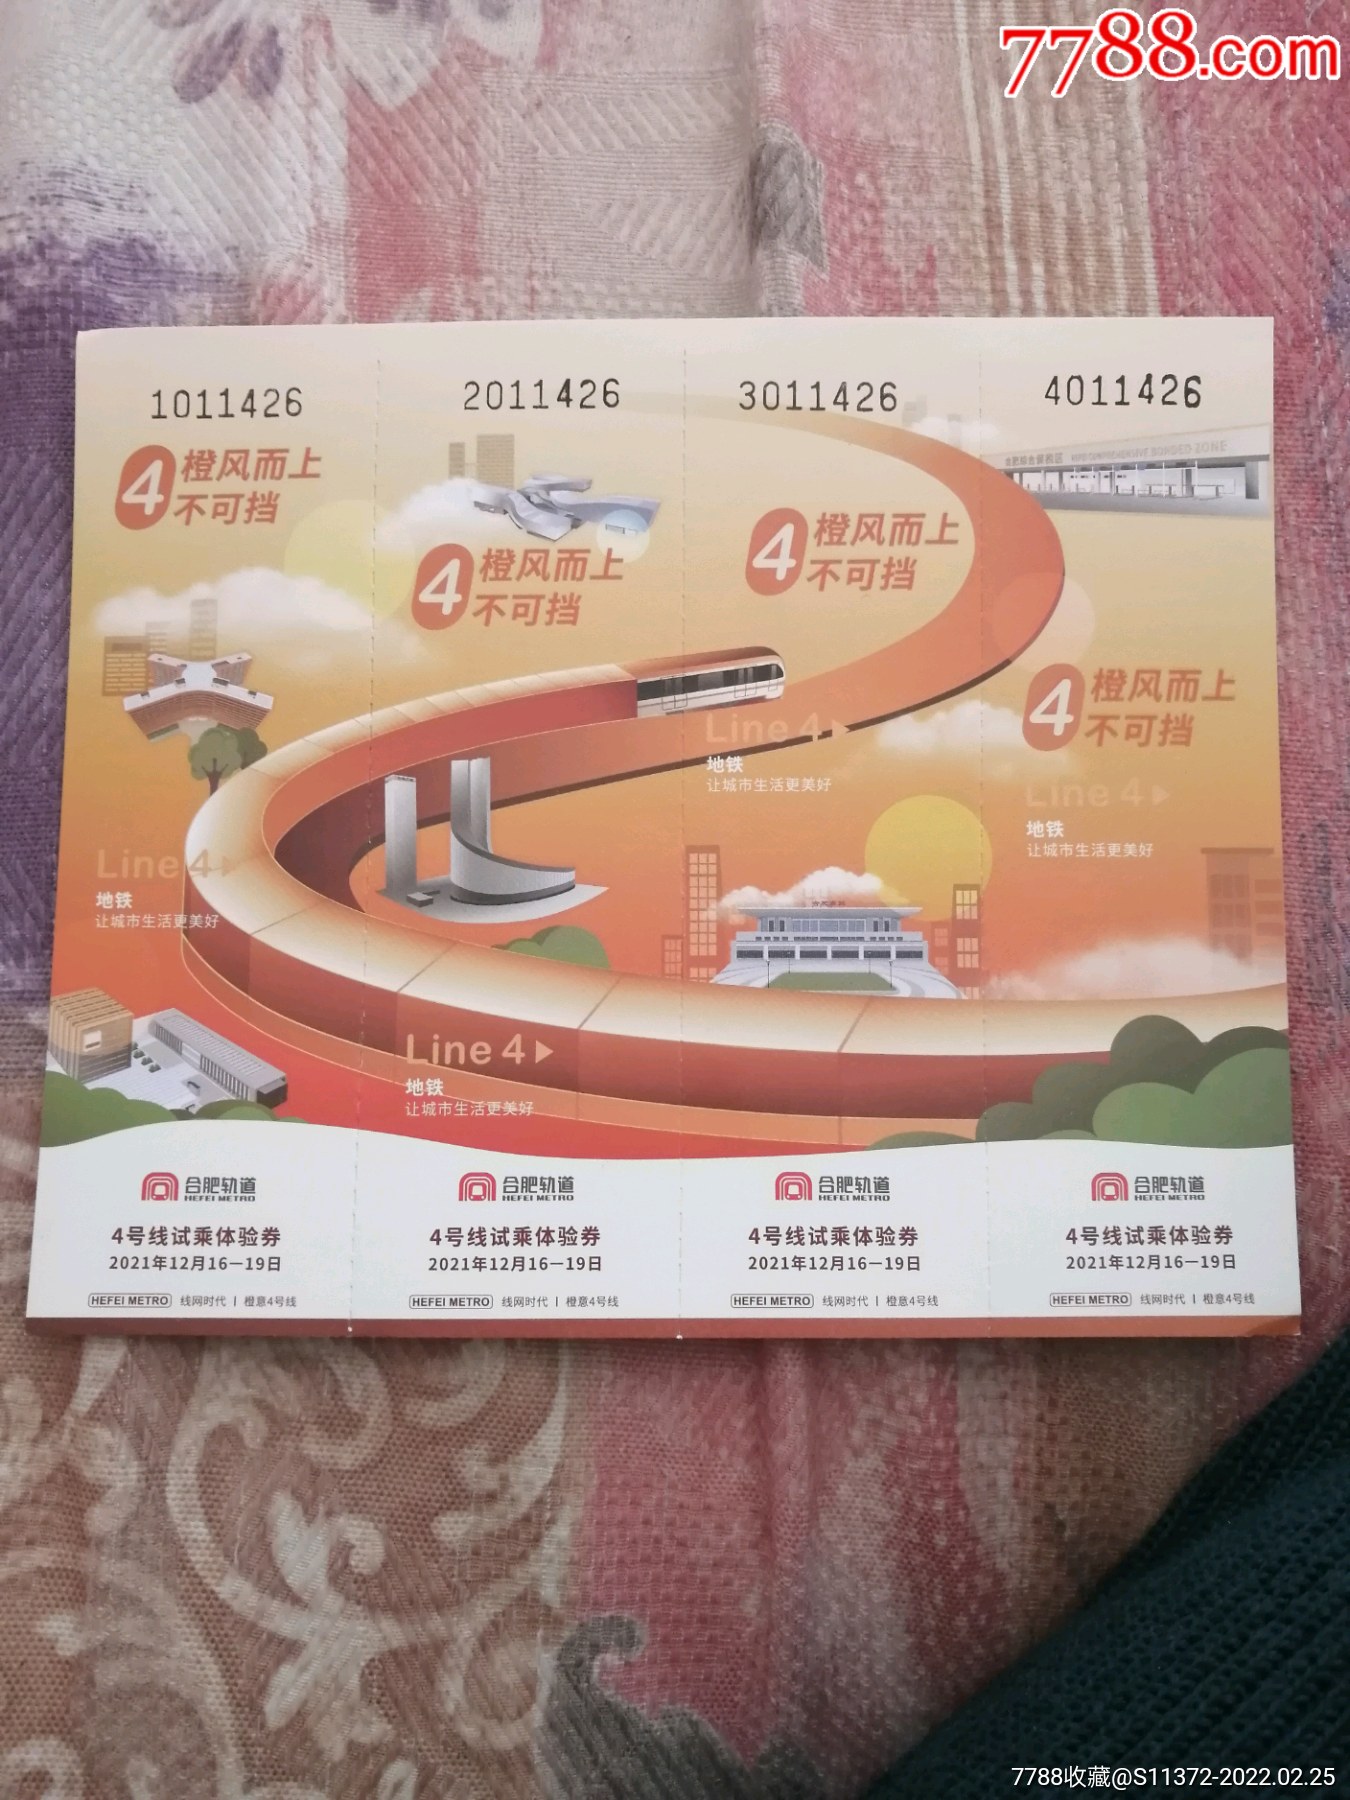 7788.com
1011426
2011426
3011426
4011426
4 橙风而上
不可挡
4 橙风而上
不可挡
4 橙风而上
不可挡
4 橙风而上
不可挡
Line 4
地铁
让城市生活更美好
Line 4
地铁
让城市生活更美好
Line 4
地铁
让城市生活更美好
Line 4
地铁
让城市生活更美好
合肥轨道
HEFEI METRO
4号线试乘体验券
2021年12月16—19日
HEFEI METRO 线网时代 | 橙意4号线
合肥轨道
HEFEI METRO
4号线试乘体验券
2021年12月16—19日
HEFEI METRO 线网时代 | 橙意4号线
合肥轨道
HEFEI METRO
4号线试乘体验券
2021年12月16—19日
HEFEI METRO 线网时代 | 橙意4号线
合肥轨道
HEFEI METRO
4号线试乘体验券
2021年12月16—19日
HEFEI METRO 线网时代 | 橙意4号线
7788收藏@S11372-2022.02.25